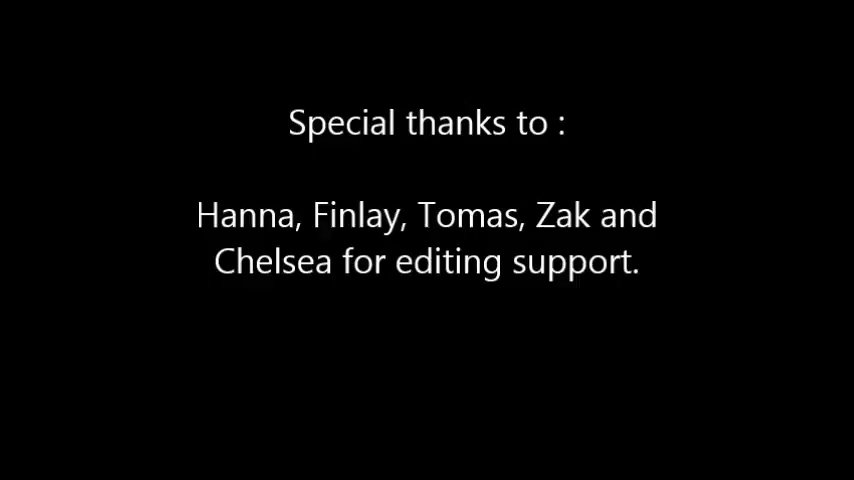 Special thanks to :
Hanna, Finlay, Tomas, Zak and
Chelsea for editing support.